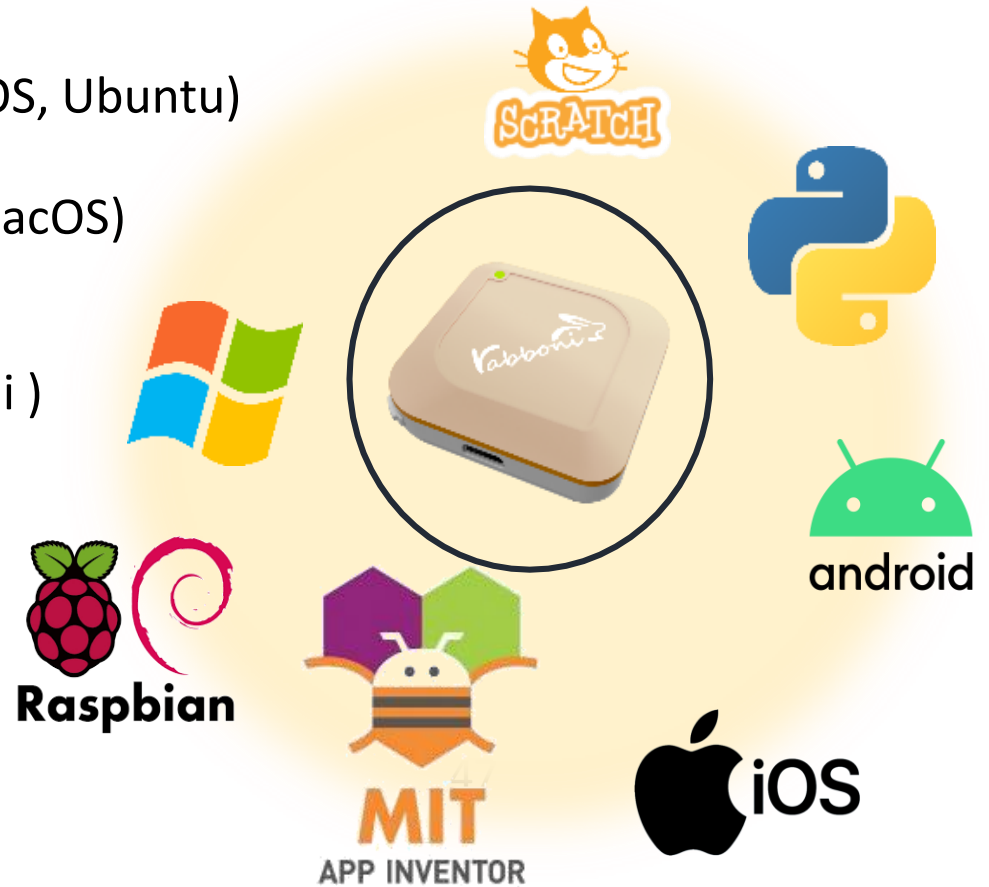 OS, Ubuntu)
SCRATCH
acOS)
rabboni
i )
android
Raspbian
iOS
MIT
APP INVENTOR